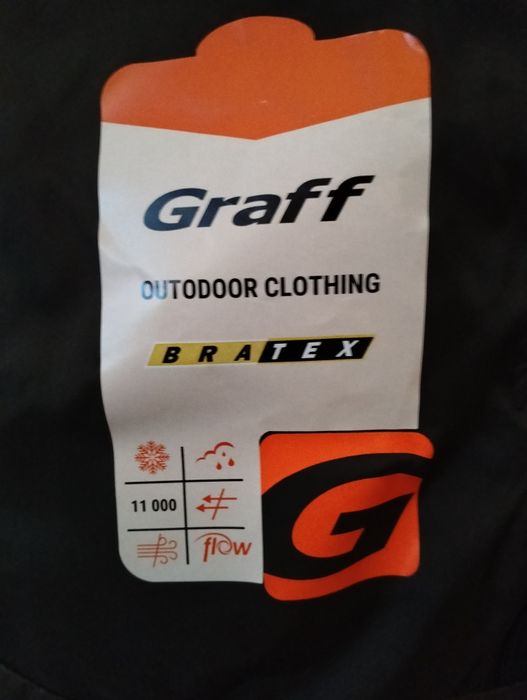 Graff
OUTODOOR CLOTHING
BRATEX
11 000
flow
G